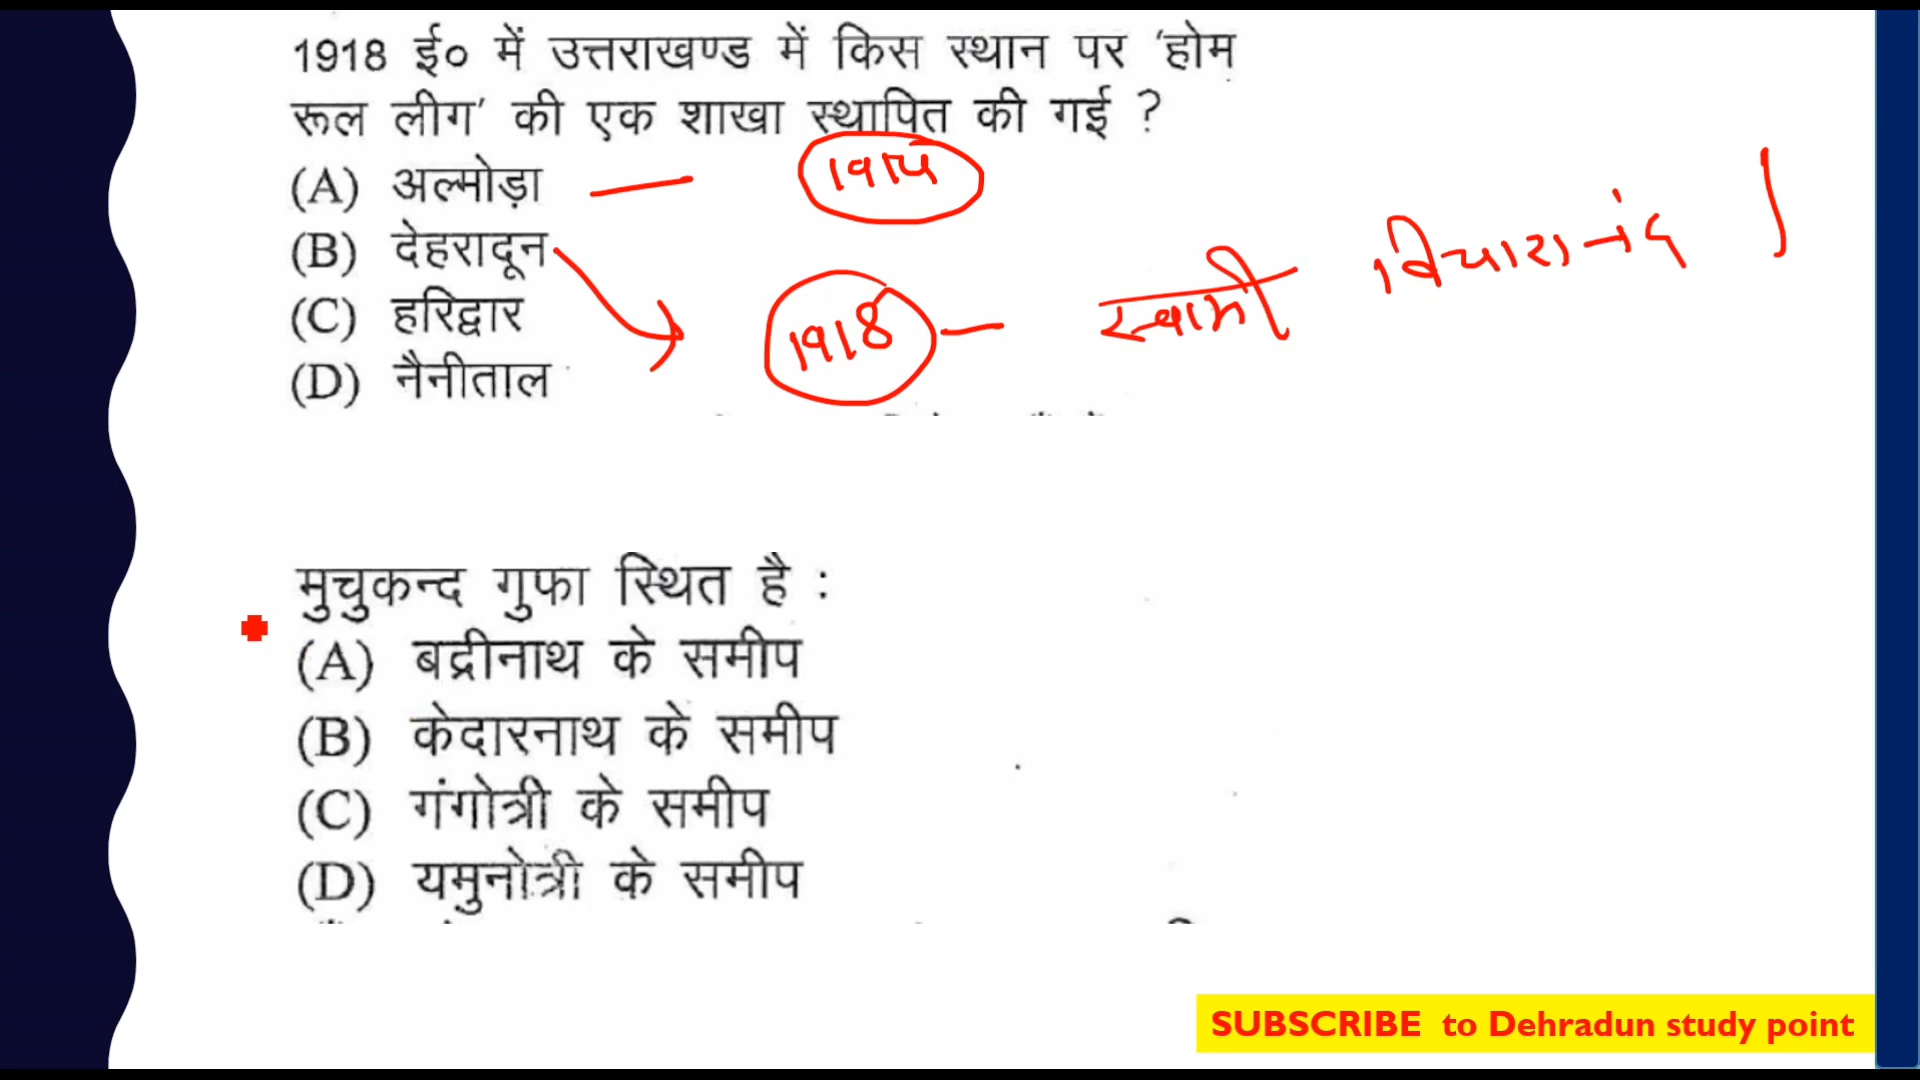 1918 ई० में उत्तराखण्ड में किस स्थान पर ‘होम
रूल लीग’ की एक शाखा स्थापित की गई ?
(A) अल्मोड़ा —
(B) देहरादून
1918 — स्वामी
(C) हरिद्वार
(D) नैनीताल
मुचुकन्द गुफा स्थित है :
(A) बद्रीनाथ के समीप
(B) केदारनाथ के समीप
(C) गंगोत्री के समीप
(D) यमुनोत्री के समीप
SUBSCRIBE to Dehradun study point